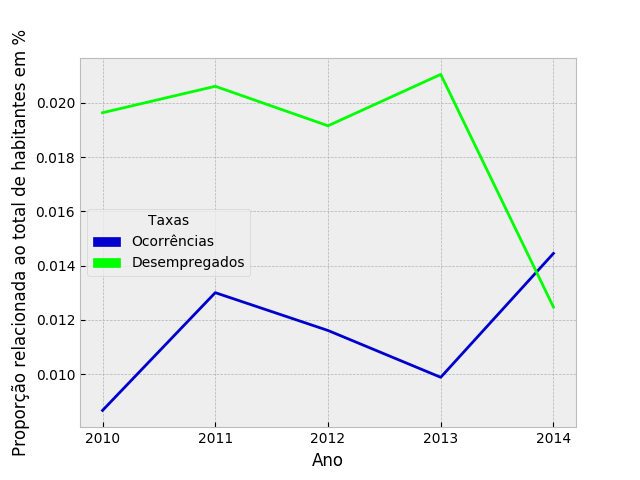 Proporção relacionada ao total de habitantes em %
0.020
0.018
0.016
0.014
0.012
0.010
Taxas
Ocorrências
Desempregados
2010 2011 2012 2013 2014
Ano